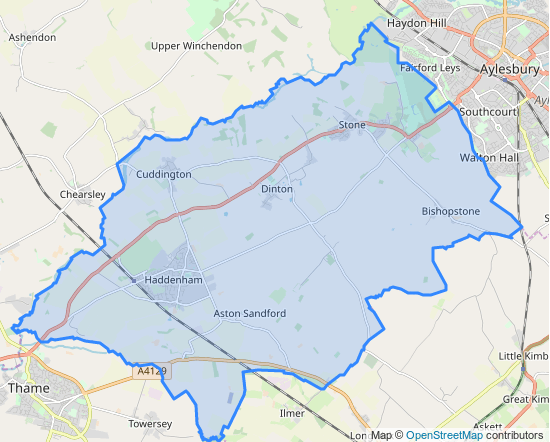 Haydon Hill
Ashendon
Upper Winchendon
Fairford Leys
Aylesbury
Ay
Southcourt
Stone
Walton Hall
Cuddington
Dinton
Chearsley
Bishopstone
S
Haddenham
Aston Sandford
Little Kimb
A4129
Thame
Great Kim
Ilmer
Towersey
Askett
Lon
Map © OpenStreetMap contributors